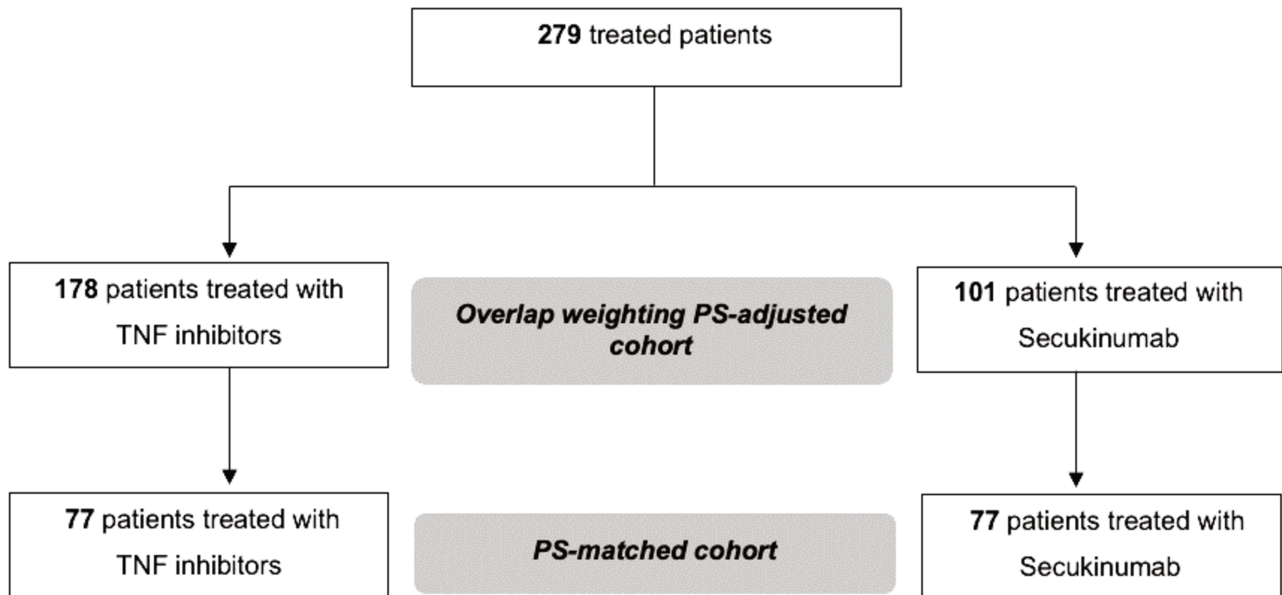 279 treated patients
178 patients treated with
TNF inhibitors
Overlap weighting PS-adjusted
cohort
101 patients treated with
Secukinumab
77 patients treated with
TNF inhibitors
PS-matched cohort
77 patients treated with
Secukinumab